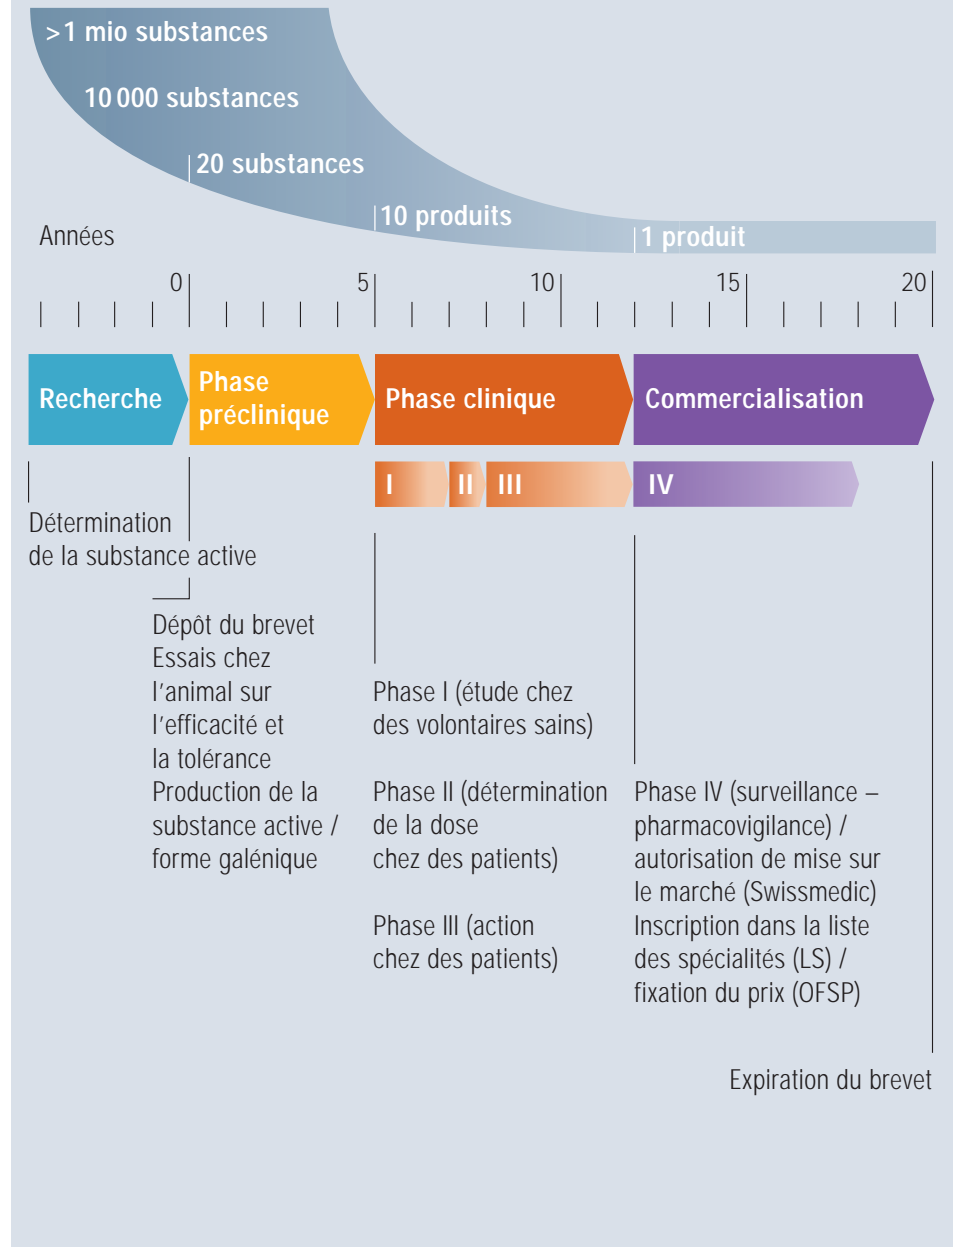 >1 mio substances
10 000 substances
20 substances
10 produits
1 produit
Années
0 5 10 15 20
Recherche
Phase
préclinique
Phase clinique
Commercialisation
I II III IV
Détermination
de la substance active
Dépôt du brevet
Essais chez
l’animal sur
l’efficacité et
la tolérance
Production de la
substance active /
forme galénique
Phase I (étude chez
des volontaires sains)
Phase II (détermination
de la dose
chez des patients)
Phase III (action
chez des patients)
Phase IV (surveillance –
pharmacovigilance) /
autorisation de mise sur
le marché (Swissmedic)
Inscription dans la liste
des spécialités (LS) /
fixation du prix (OFSP)
Expiration du brevet